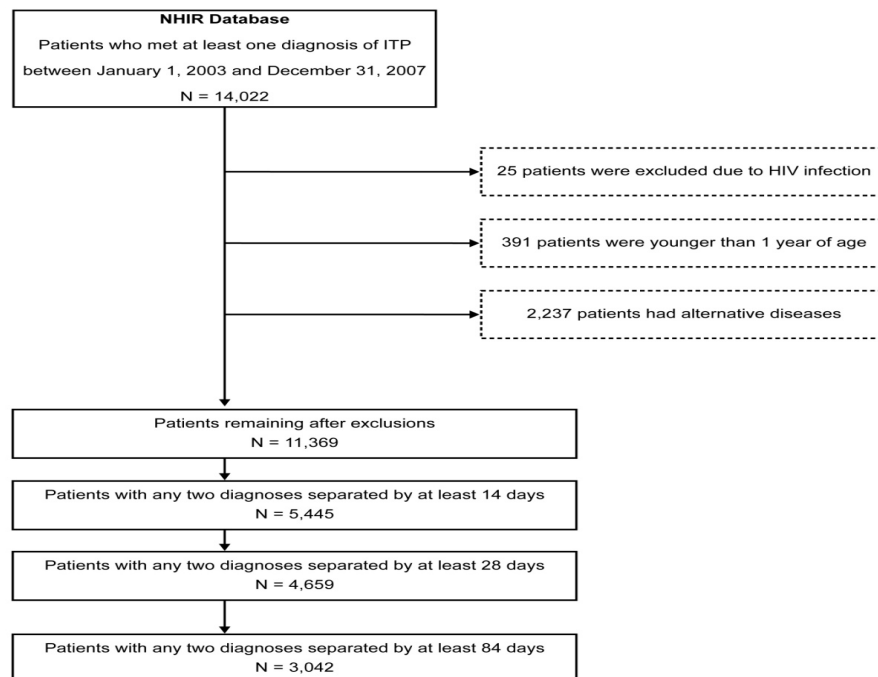 NHIR Database
Patients who met at least one diagnosis of ITP
between January 1, 2003 and December 31, 2007
N = 14,022
25 patients were excluded due to HIV infection
391 patients were younger than 1 year of age
2,237 patients had alternative diseases
Patients remaining after exclusions
N = 11,369
Patients with any two diagnoses separated by at least 14 days
N = 5,445
Patients with any two diagnoses separated by at least 28 days
N = 4,659
Patients with any two diagnoses separated by at least 84 days
N = 3,042